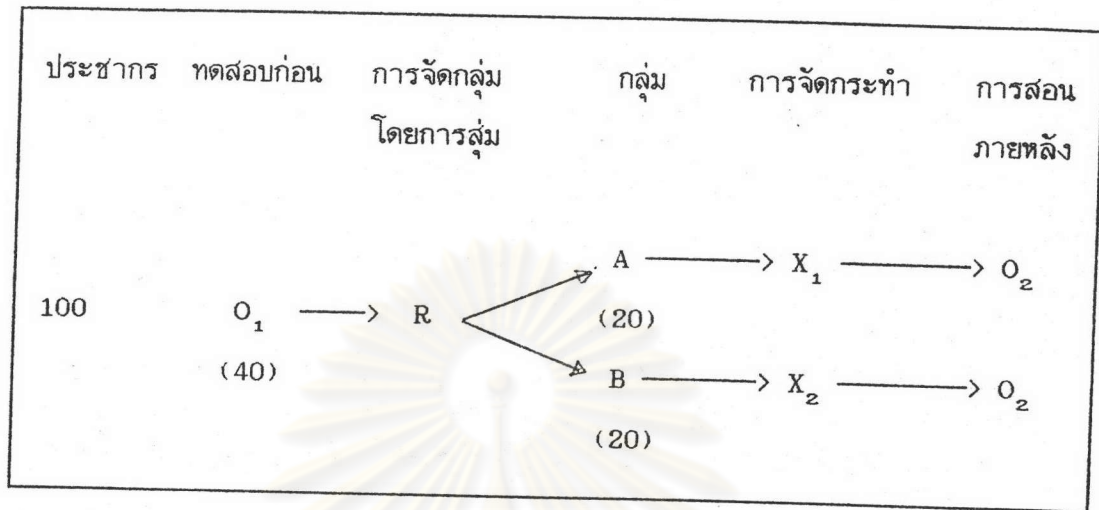 ประชากร ทดสอบก่อน การจัดกลุ่ม กลุ่ม การจัดกระทำ การสอน
โดยการสุ่ม ภายหลัง
A X₁ O₂
100 O₁ R (20)
(40) B X₂ O₂
(20)